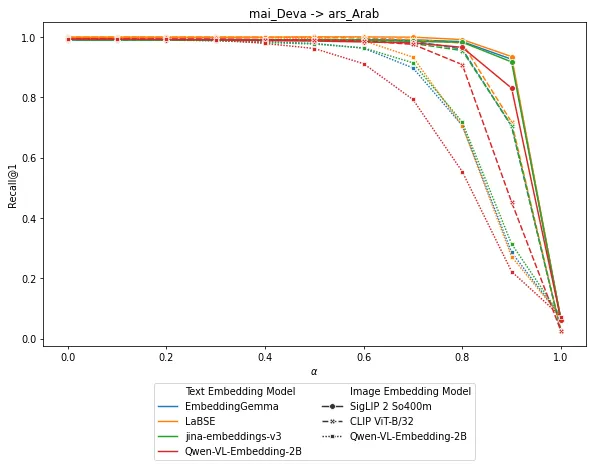 mai_Deva -> ars_Arab
1.0
0.8
0.6
0.4
0.2
0.0
Recall@1
0.0 0.2 0.4 0.6 0.8 1.0
α
Text Embedding Model Image Embedding Model
EmbeddingGemma SigLIP 2 So400m
LaBSE CLIP ViT-B/32
jina-embeddings-v3 Qwen-VL-Embedding-2B
Qwen-VL-Embedding-2B